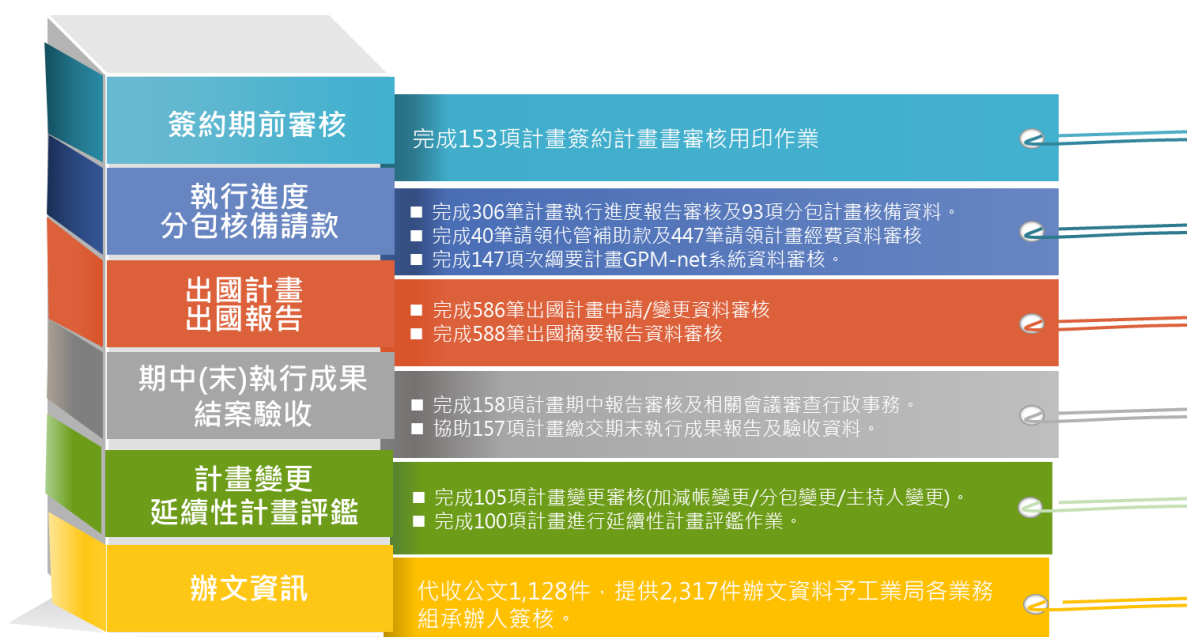 簽約期前審核
完成153項計畫簽約計畫書審核用印作業
執行進度
分包核備請款
■ 完成306筆計畫執行進度報告審核及93項分包計畫核備資料。
■ 完成40筆請領代管補助款及447筆請領計畫經費資料審核
■ 完成147項次綱要計畫GPM-net系統資料審核。
出國計畫
出國報告
■ 完成586筆出國計畫申請/變更資料審核
■ 完成588筆出國摘要報告資料審核
期中(末)執行成果
結案驗收
■ 完成158項計畫期中報告審核及相關會議審查行政事務。
■ 協助157項計畫繳交期末執行成果報告及驗收資料。
計畫變更
延續性計畫評鑑
■ 完成105項計畫變更審核(加減帳變更/分包變更/主持人變更)。
■ 完成100項計畫進行延續性計畫評鑑作業。
辦文資訊
代收公文1,128件，提供2,317件辦文資料予工業局各業務
組承辦人簽核。